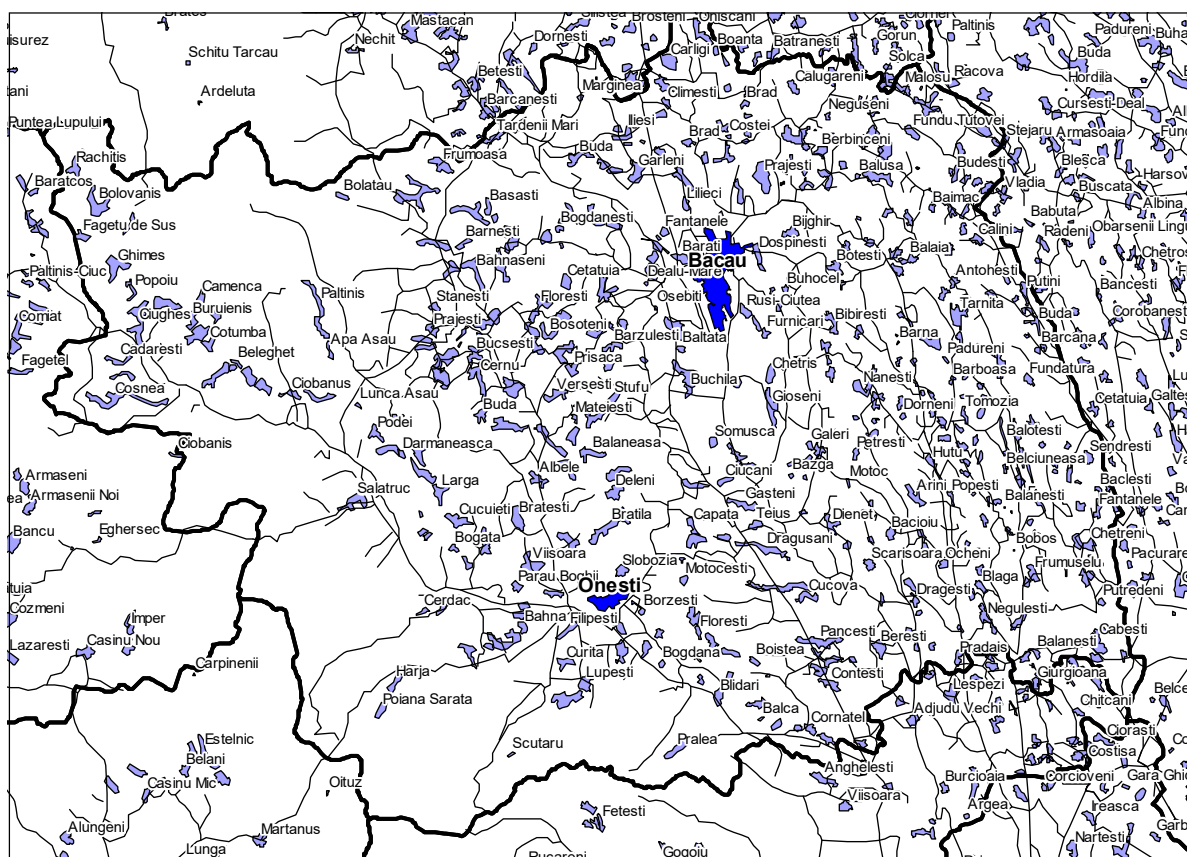 Brates
Mastacan
Silistea
Brosteni
Oniscani
Ciornei
Paltinis
Padureni
Nechit
Dornesti
Boanta
Batranesti
Gorun
Schitu Tarcau
Carligi
Solca
Buda
Betesti
Marginea
Calugareni
Malosu
Racova
Hordila
Ardeluta
Barcanesti
Climesti
Brad
Neguseni
Cursesti-Deal
Puntea Lupului
Tardenii Mari
Iliesi
Brad
Costei
Fundu Tutovei
Stejaru
Armasoaia
Rachitis
Frumoasa
Buda
Garleni
Prajesti
Berbinceni
Balusa
Budesti
Blesca
Baratcos
Bolovanis
Bolatau
Basasti
Lilieci
Baimac
Vladia
Buscata
Albina
Fagetu de Sus
Bogdanesti
Fantanele
Bijghir
Calini
Babuta
Radeni
Barnesti
Barati
Dospinesti
Balaia
Ghimes
Bahnaseni
Bacau
Botesti
Paltinis-Ciuc
Popoiu
Camenca
Cetatuia
Dealu-Mare
Buhocel
Antohesti
Putini
Bancesti
Paltinis
Stanesti
Floresti
Osebiti
Rusi-Ciutea
Tarnita
Comiat
Ciughes
Buruienis
Prajesti
Bosoteni
Furnicari
Bibiresti
Buda
Corobanesti
Cotumba
Apa Asau
Bucsesti
Barzulesti
Baltata
Barna
Barcana
Fagetel
Cadaresti
Beleghet
Cernu
Prisaca
Chetris
Padureni
Cosnea
Ciobanus
Lunca Asau
Versesti
Stufu
Buchila
Nanesti
Barboasa
Fundatura
Buda
Mateiesti
Gioseni
Dorneni
Tomozia
Cetatuia
Podei
Ciobanis
Darmaneasca
Balaneasa
Somusca
Galeri
Petresti
Balotesti
Sendresti
Hutu
Armaseni
Albele
Ciucani
Bazga
Motoc
Belciuneasa
Armasenii Noi
Salatruc
Larga
Deleni
Gasteni
Arini
Popesti
Balanesti
Baclesti
Fantanele
Bancu
Eghersec
Cucuieti
Bratesti
Bratila
Capata
Teius
Dienet
Bacioiu
Bogata
Dragusani
Bobos
Chetreni
Viisoara
Slobozia
Scarisoara
Ocheni
Frumuselu
Parau Boghii
Onesti
Motocesti
Cucova
Blaga
Dragesti
Putredeni
Cozmeni
Imper
Cerdac
Borzesti
Negulesti
Bahna
Filipesti
Floresti
Lazaresti
Casinu Nou
Pancesti
Beresti
Balanesti
Cabesti
Carpinenii
Curita
Bogdana
Boistea
Pradais
Harja
Lupesti
Contesti
Giurgioana
Poiana Sarata
Blidari
Lespezi
Chitcani
Balca
Cornatel
Adjudu Vechi
Estelnic
Scutaru
Pralea
Ciorasti
Belani
Costisa
Casinu Mic
Oituz
Anghelesti
Burcioaia
Corcioveni
Viisoara
Argea
Ireasca
Alungeni
Martanus
Fetesti
Nartesti
Lunga